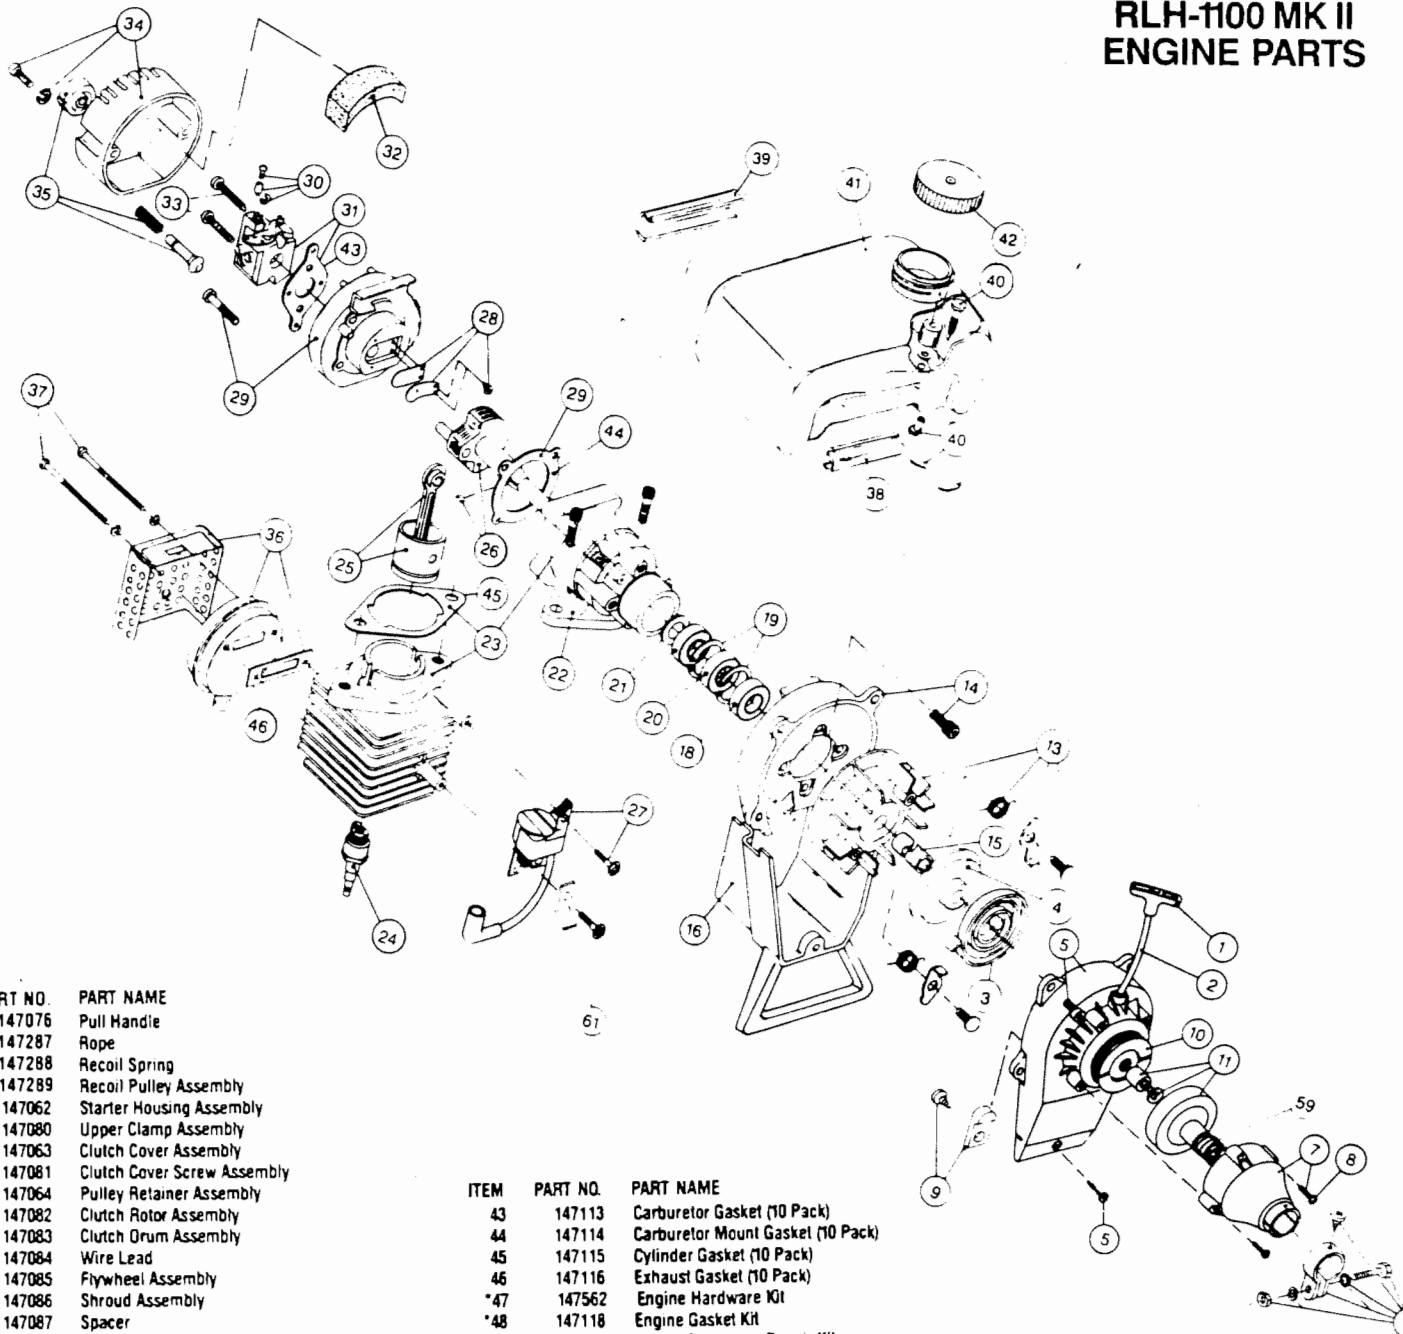 RLH-1100 MK II
ENGINE PARTS
34
32
35
33
30
31
43
39
41
42
40
28
29
37
29
44
40
38
36
25
26
45
23
22
19
21
20
18
14
46
13
27
15
24
16
4
3
1
5
2
61
10
11
59
9
7
8
5
RT NO. PART NAME
147076 Pull Handle
147287 Rope
147288 Recoil Spring
147289 Recoil Pulley Assembly
147062 Starter Housing Assembly
147080 Upper Clamp Assembly
147063 Clutch Cover Assembly
147081 Clutch Cover Screw Assembly
147064 Pulley Retainer Assembly
147082 Clutch Rotor Assembly
147083 Clutch Drum Assembly
147084 Wire Lead
147085 Flywheel Assembly
147086 Shroud Assembly
147087 Spacer
ITEM PART NO. PART NAME
43 147113 Carburetor Gasket (10 Pack)
44 147114 Carburetor Mount Gasket (10 Pack)
45 147115 Cylinder Gasket (10 Pack)
46 147116 Exhaust Gasket (10 Pack)
*47 147562 Engine Hardware Kit
*48 147118 Engine Gasket Kit